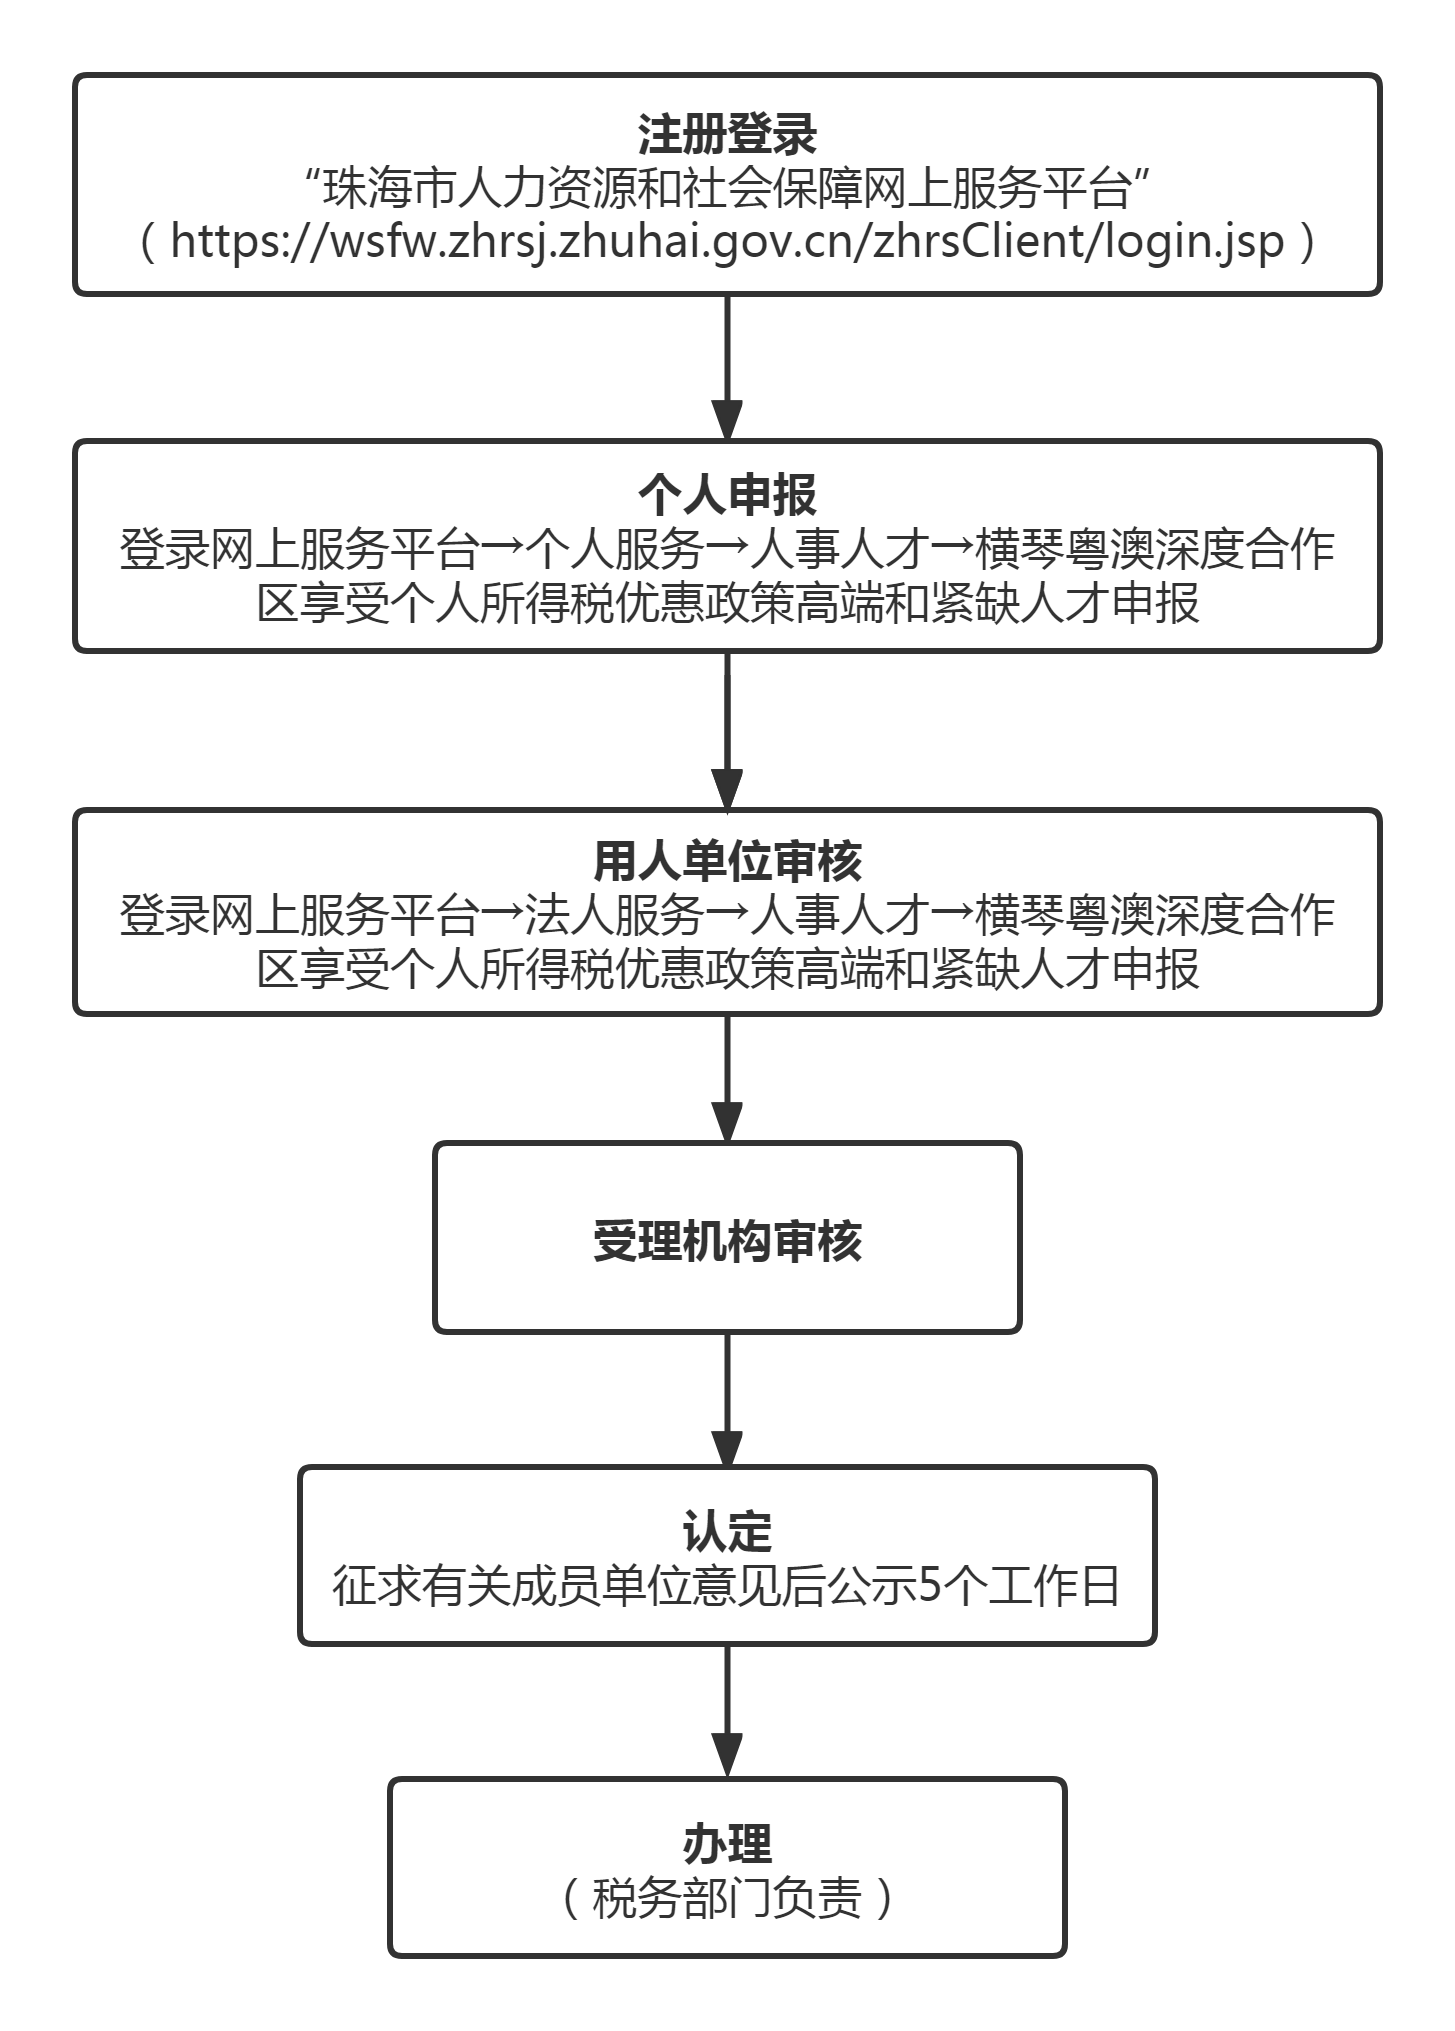 注册登录
“珠海市人力资源和社会保障网上服务平台”
（https://wsfw.zhrsj.zhuhai.gov.cn/zhrsClient/login.jsp）
个人申报
登录网上服务平台→个人服务→人事人才→横琴粤澳深度合作
区享受个人所得税优惠政策高端和紧缺人才申报
用人单位审核
登录网上服务平台→法人服务→人事人才→横琴粤澳深度合作
区享受个人所得税优惠政策高端和紧缺人才申报
受理机构审核
认定
征求有关成员单位意见后公示5个工作日
办理
（税务部门负责）